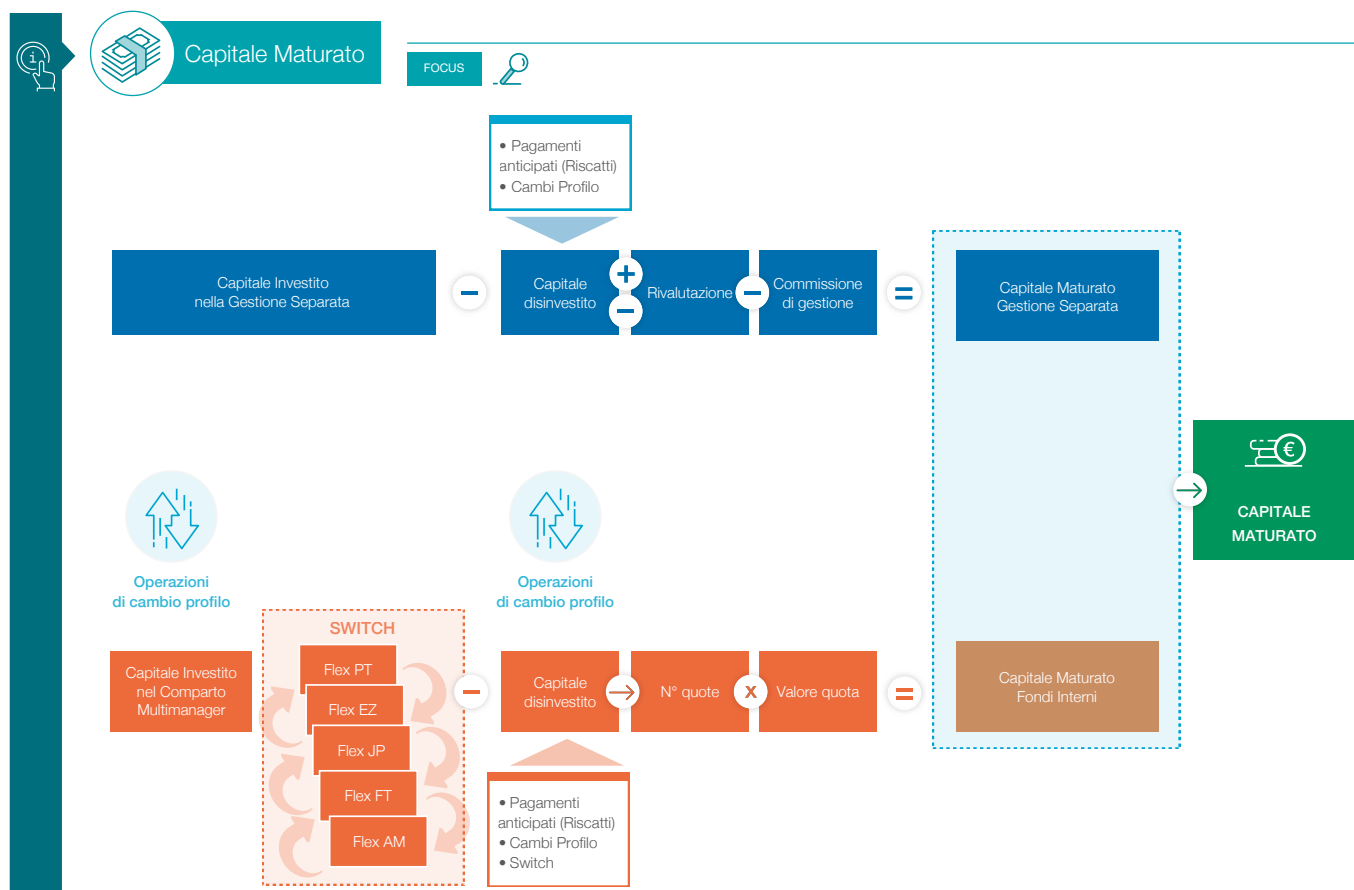 Capitale Maturato
FOCUS
• Pagamenti
anticipati (Riscatti)
• Cambi Profilo
Capitale Investito
nella Gestione Separata
−
Capitale
disinvestito
+
−
Rivalutazione
−
Commissione
di gestione
=
Capitale Maturato
Gestione Separata
€
CAPITALE
MATURATO
Operazioni
di cambio profilo
Operazioni
di cambio profilo
SWITCH
Capitale Investito
nel Comparto
Multimanager
Flex PT
Flex EZ
Flex JP
Flex FT
Flex AM
−
Capitale
disinvestito
→
N° quote
x
Valore quota
=
Capitale Maturato
Fondi Interni
• Pagamenti
anticipati (Riscatti)
• Cambi Profilo
• Switch